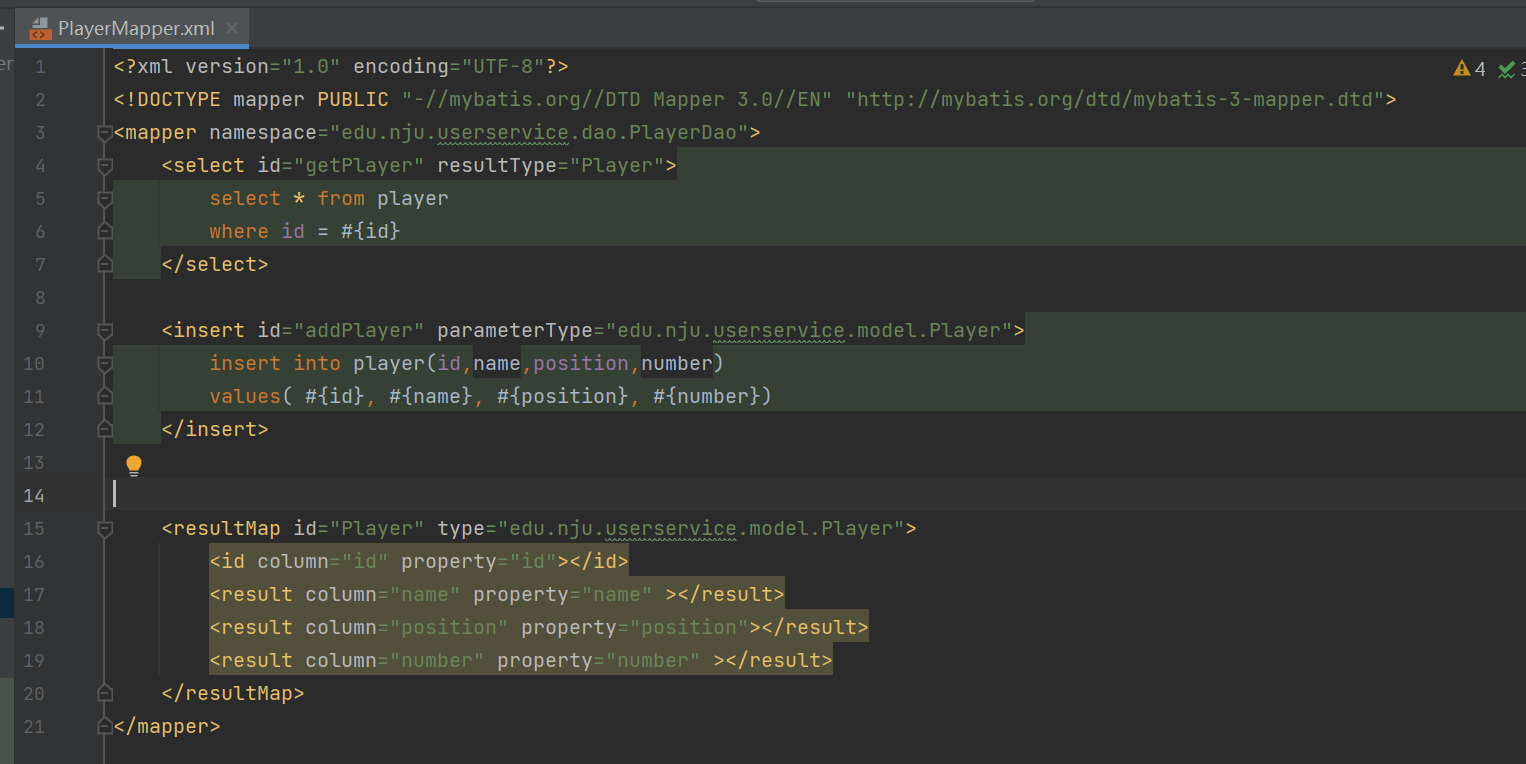 PlayerMapper.xml
1 <?xml version="1.0" encoding="UTF-8"?>
4
2 <!DOCTYPE mapper PUBLIC "-//mybatis.org//DTD Mapper 3.0//EN" "http://mybatis.org/dtd/mybatis-3-mapper.dtd">
3 <mapper namespace="edu.nju.userservice.dao.PlayerDao">
4     <select id="getPlayer" resultType="Player">
5         select * from player
6         where id = #{id}
7     </select>
8
9     <insert id="addPlayer" parameterType="edu.nju.userservice.model.Player">
10         insert into player(id,name,position,number)
11         values( #{id}, #{name}, #{position}, #{number})
12     </insert>
13
14
15     <resultMap id="Player" type="edu.nju.userservice.model.Player">
16         <id column="id" property="id"></id>
17         <result column="name" property="name" ></result>
18         <result column="position" property="position"></result>
19         <result column="number" property="number" ></result>
20     </resultMap>
21 </mapper>